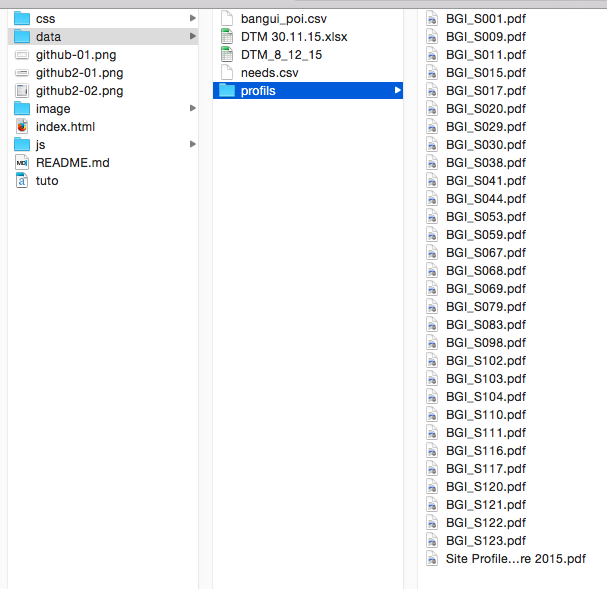 css
data
github-01.png
github2-01.png
github2-02.png
image
index.html
js
README.md
tuto
bangui_poi.csv
DTM 30.11.15.xlsx
DTM_8_12_15
needs.csv
profils
BGI_S001.pdf
BGI_S009.pdf
BGI_S011.pdf
BGI_S015.pdf
BGI_S017.pdf
BGI_S020.pdf
BGI_S029.pdf
BGI_S030.pdf
BGI_S038.pdf
BGI_S041.pdf
BGI_S044.pdf
BGI_S053.pdf
BGI_S059.pdf
BGI_S067.pdf
BGI_S068.pdf
BGI_S069.pdf
BGI_S079.pdf
BGI_S083.pdf
BGI_S098.pdf
BGI_S102.pdf
BGI_S103.pdf
BGI_S104.pdf
BGI_S110.pdf
BGI_S111.pdf
BGI_S116.pdf
BGI_S117.pdf
BGI_S120.pdf
BGI_S121.pdf
BGI_S122.pdf
BGI_S123.pdf
Site Profile...re 2015.pdf